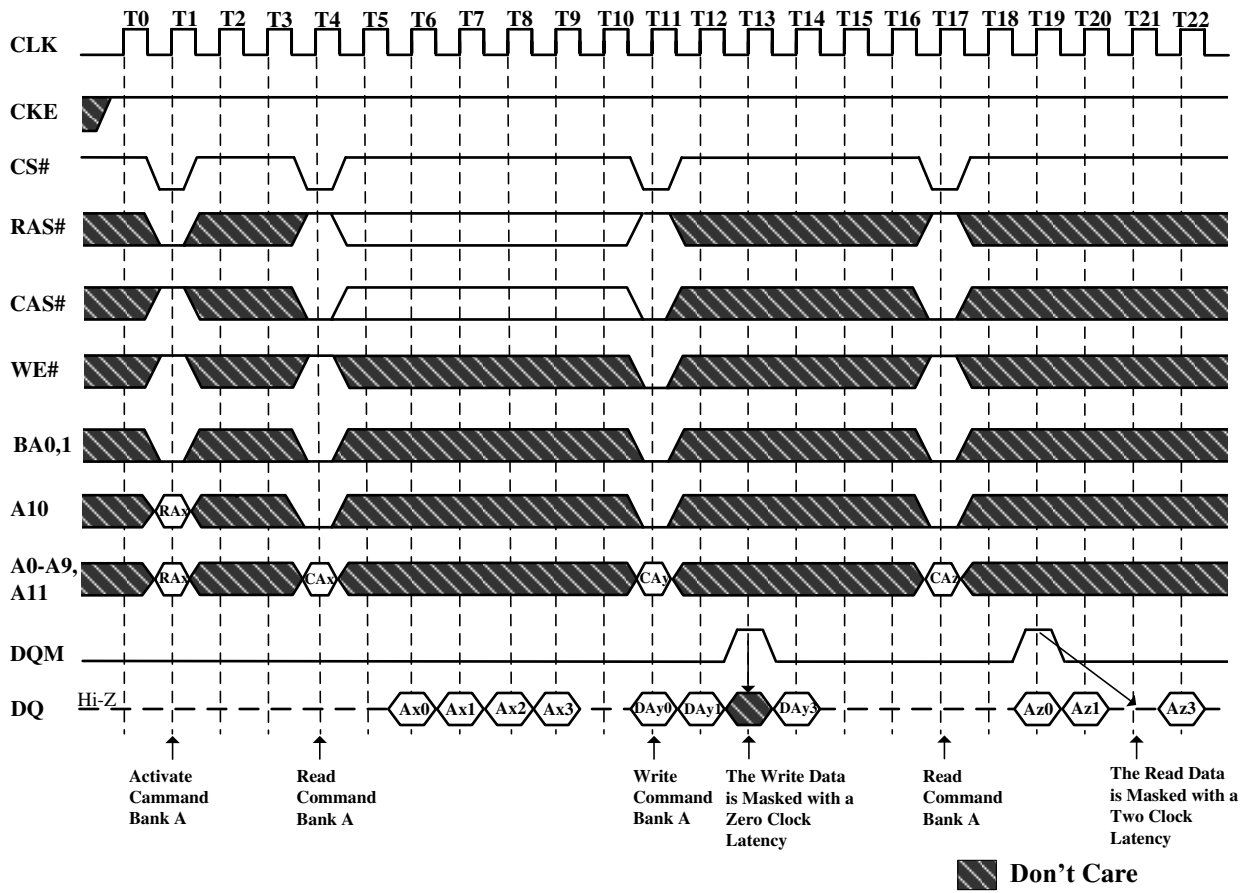 T0 T1 T2 T3 T4 T5 T6 T7 T8 T9 T10 T11 T12 T13 T14 T15 T16 T17 T18 T19 T20 T21 T22
CLK
CKE
CS#
RAS#
CAS#
WE#
BA0,1
A10
RAx
A0-A9,
A11
RAx CAx CAy CAz
DQM
DQ
Hi-Z
Ax0 Ax1 Ax2 Ax3 DAy0 DAy1 DAy3 Az0 Az1 Az3
Activate
Cammand
Bank A
Read
Command
Bank A
Write
Command
Bank A
The Write Data
is Masked with a
Zero Clock
Latency
Read
Command
Bank A
The Read Data
is Masked with a
Two Clock
Latency
Don't Care